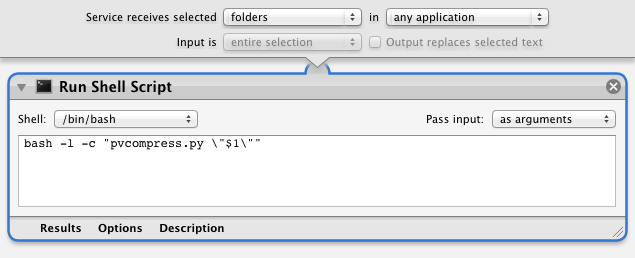 Service receives selected folders in any application
Input is entire selection Output replaces selected text
Run Shell Script
Shell: /bin/bash Pass input: as arguments
bash -l -c "pvcompress.py \"$1\""
Results Options Description